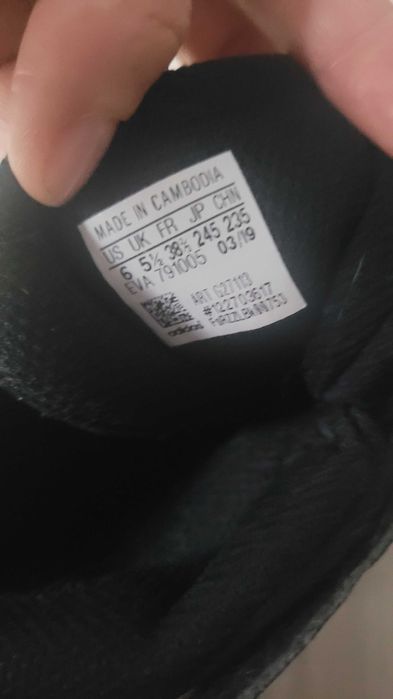 MADE IN CAMBODIA
US UK FR JP CHN
6 5½ 38⅔ 245 235
EVA 791005 03/19
ART G27113
#122703617
adidas